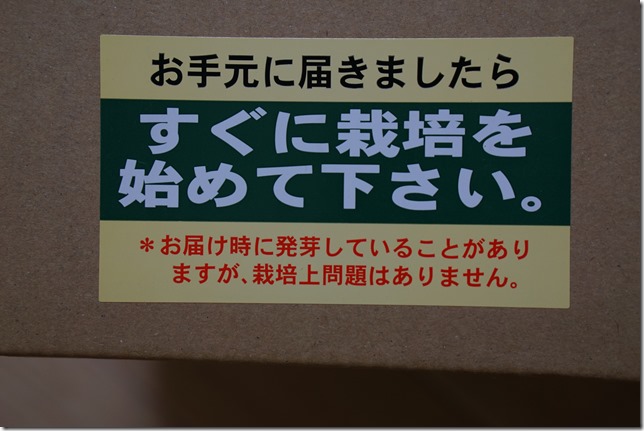 お手元に届きましたら
すぐに栽培を
始めて下さい。
＊お届け時に発芽していることがあり
ますが、栽培上問題はありません。